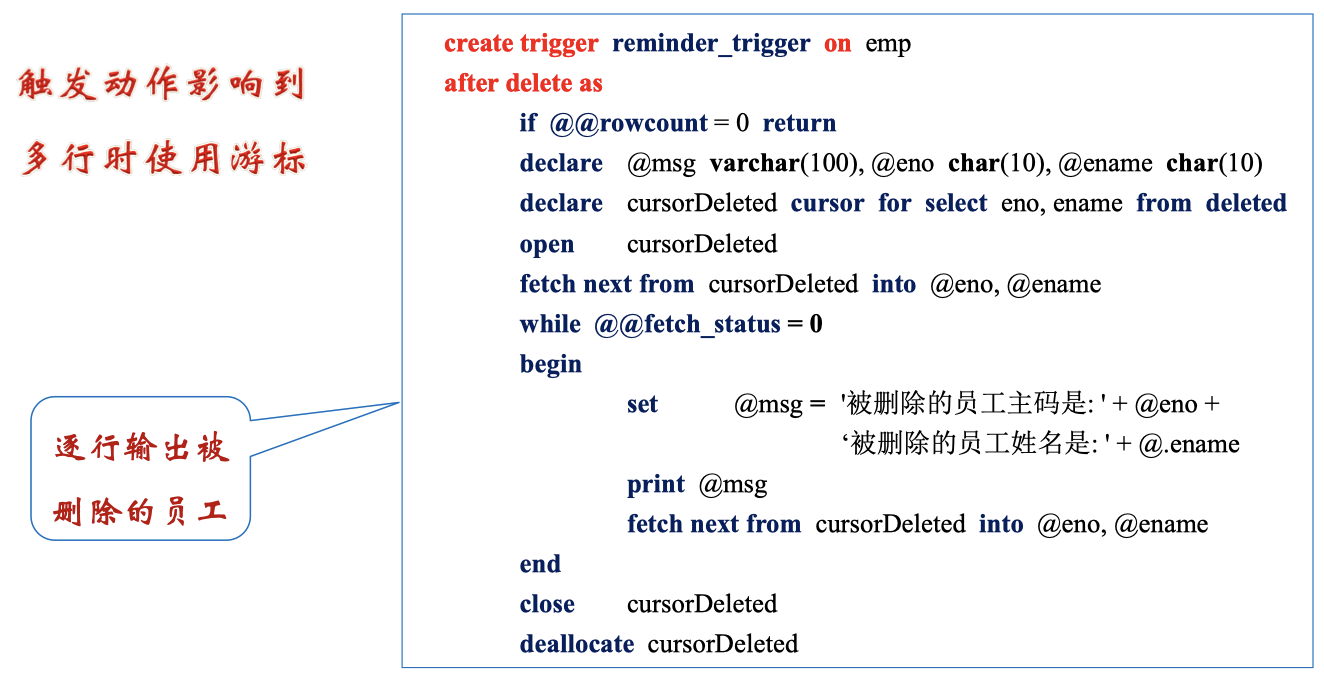 触发动作影响到
多行时使用游标
create trigger reminder_trigger on emp
after delete as
if @@rowcount = 0 return
declare @msg varchar(100), @eno char(10), @ename char(10)
declare cursorDeleted cursor for select eno, ename from deleted
open cursorDeleted
fetch next from cursorDeleted into @eno, @ename
while @@fetch_status = 0
begin
set @msg = '被删除的员工主码是: ' + @eno +
‘被删除的员工姓名是: ' + @.ename
print @msg
fetch next from cursorDeleted into @eno, @ename
end
close cursorDeleted
deallocate cursorDeleted
逐行输出被
删除的员工